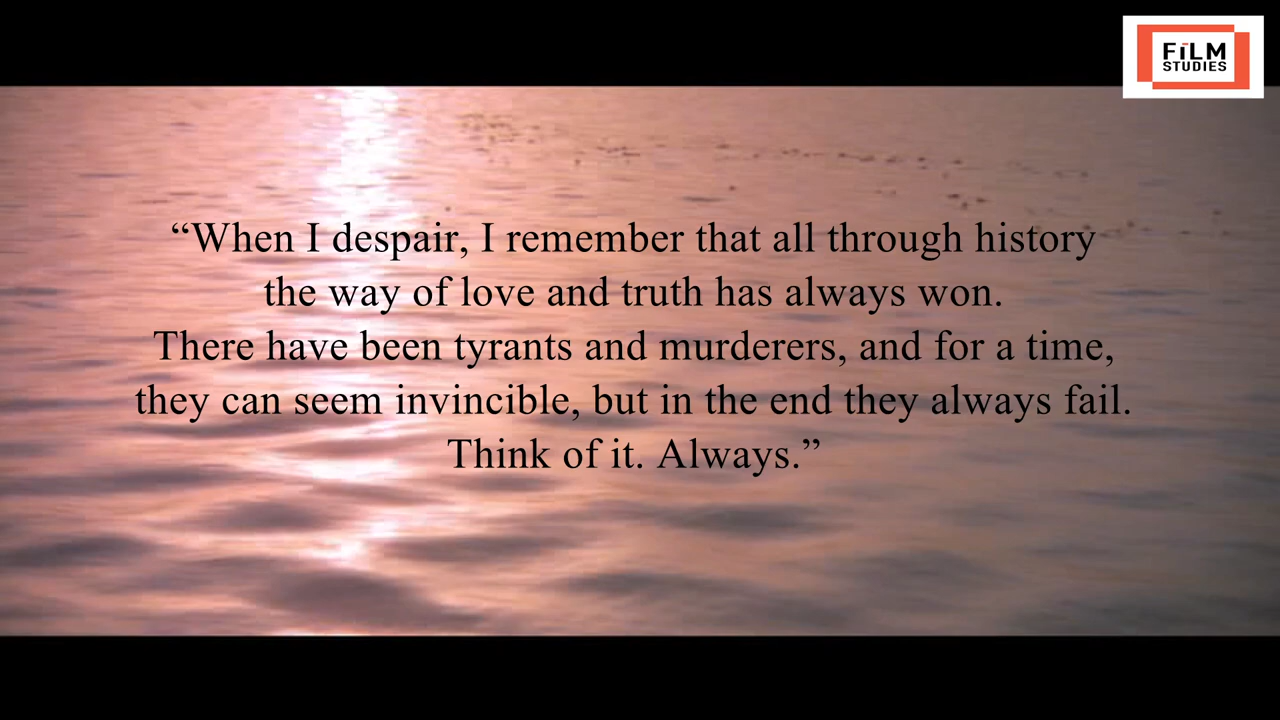 FiLM
STUDIES
“When I despair, I remember that all through history
the way of love and truth has always won.
There have been tyrants and murderers, and for a time,
they can seem invincible, but in the end they always fail.
Think of it. Always.”